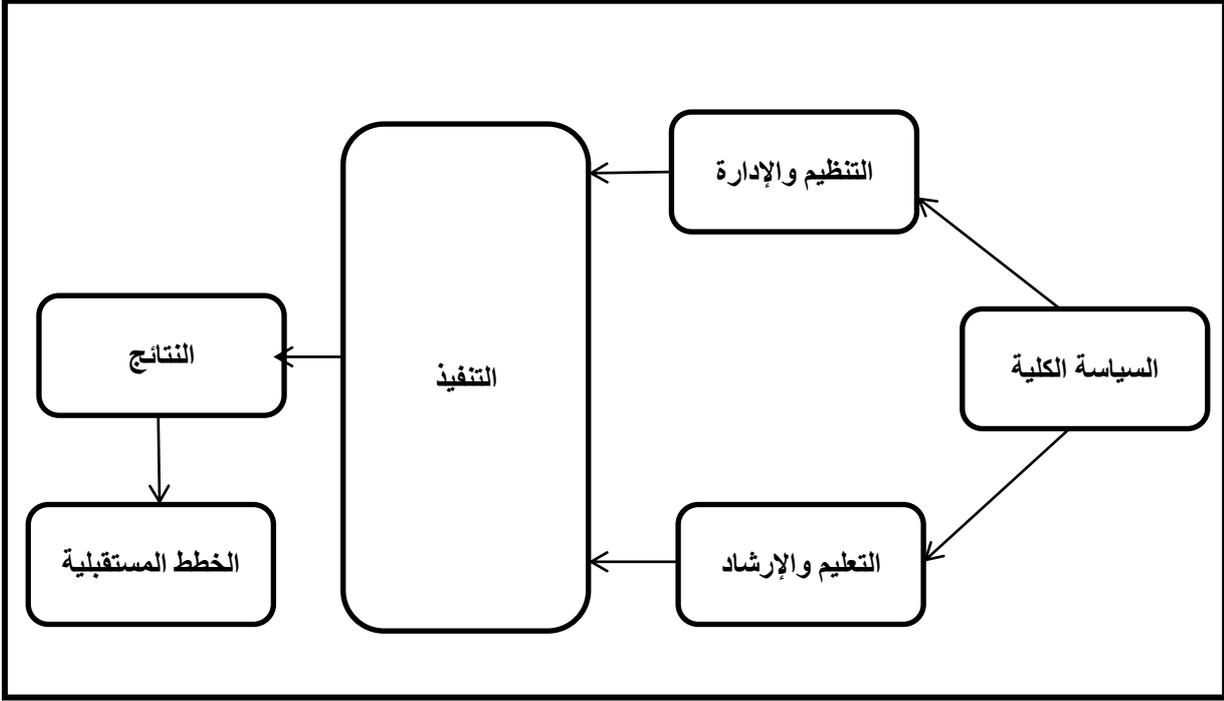 السياسة الكلية
التنظيم والإدارة
التعليم والإرشاد
التنفيذ
النتائج
الخطط المستقبلية